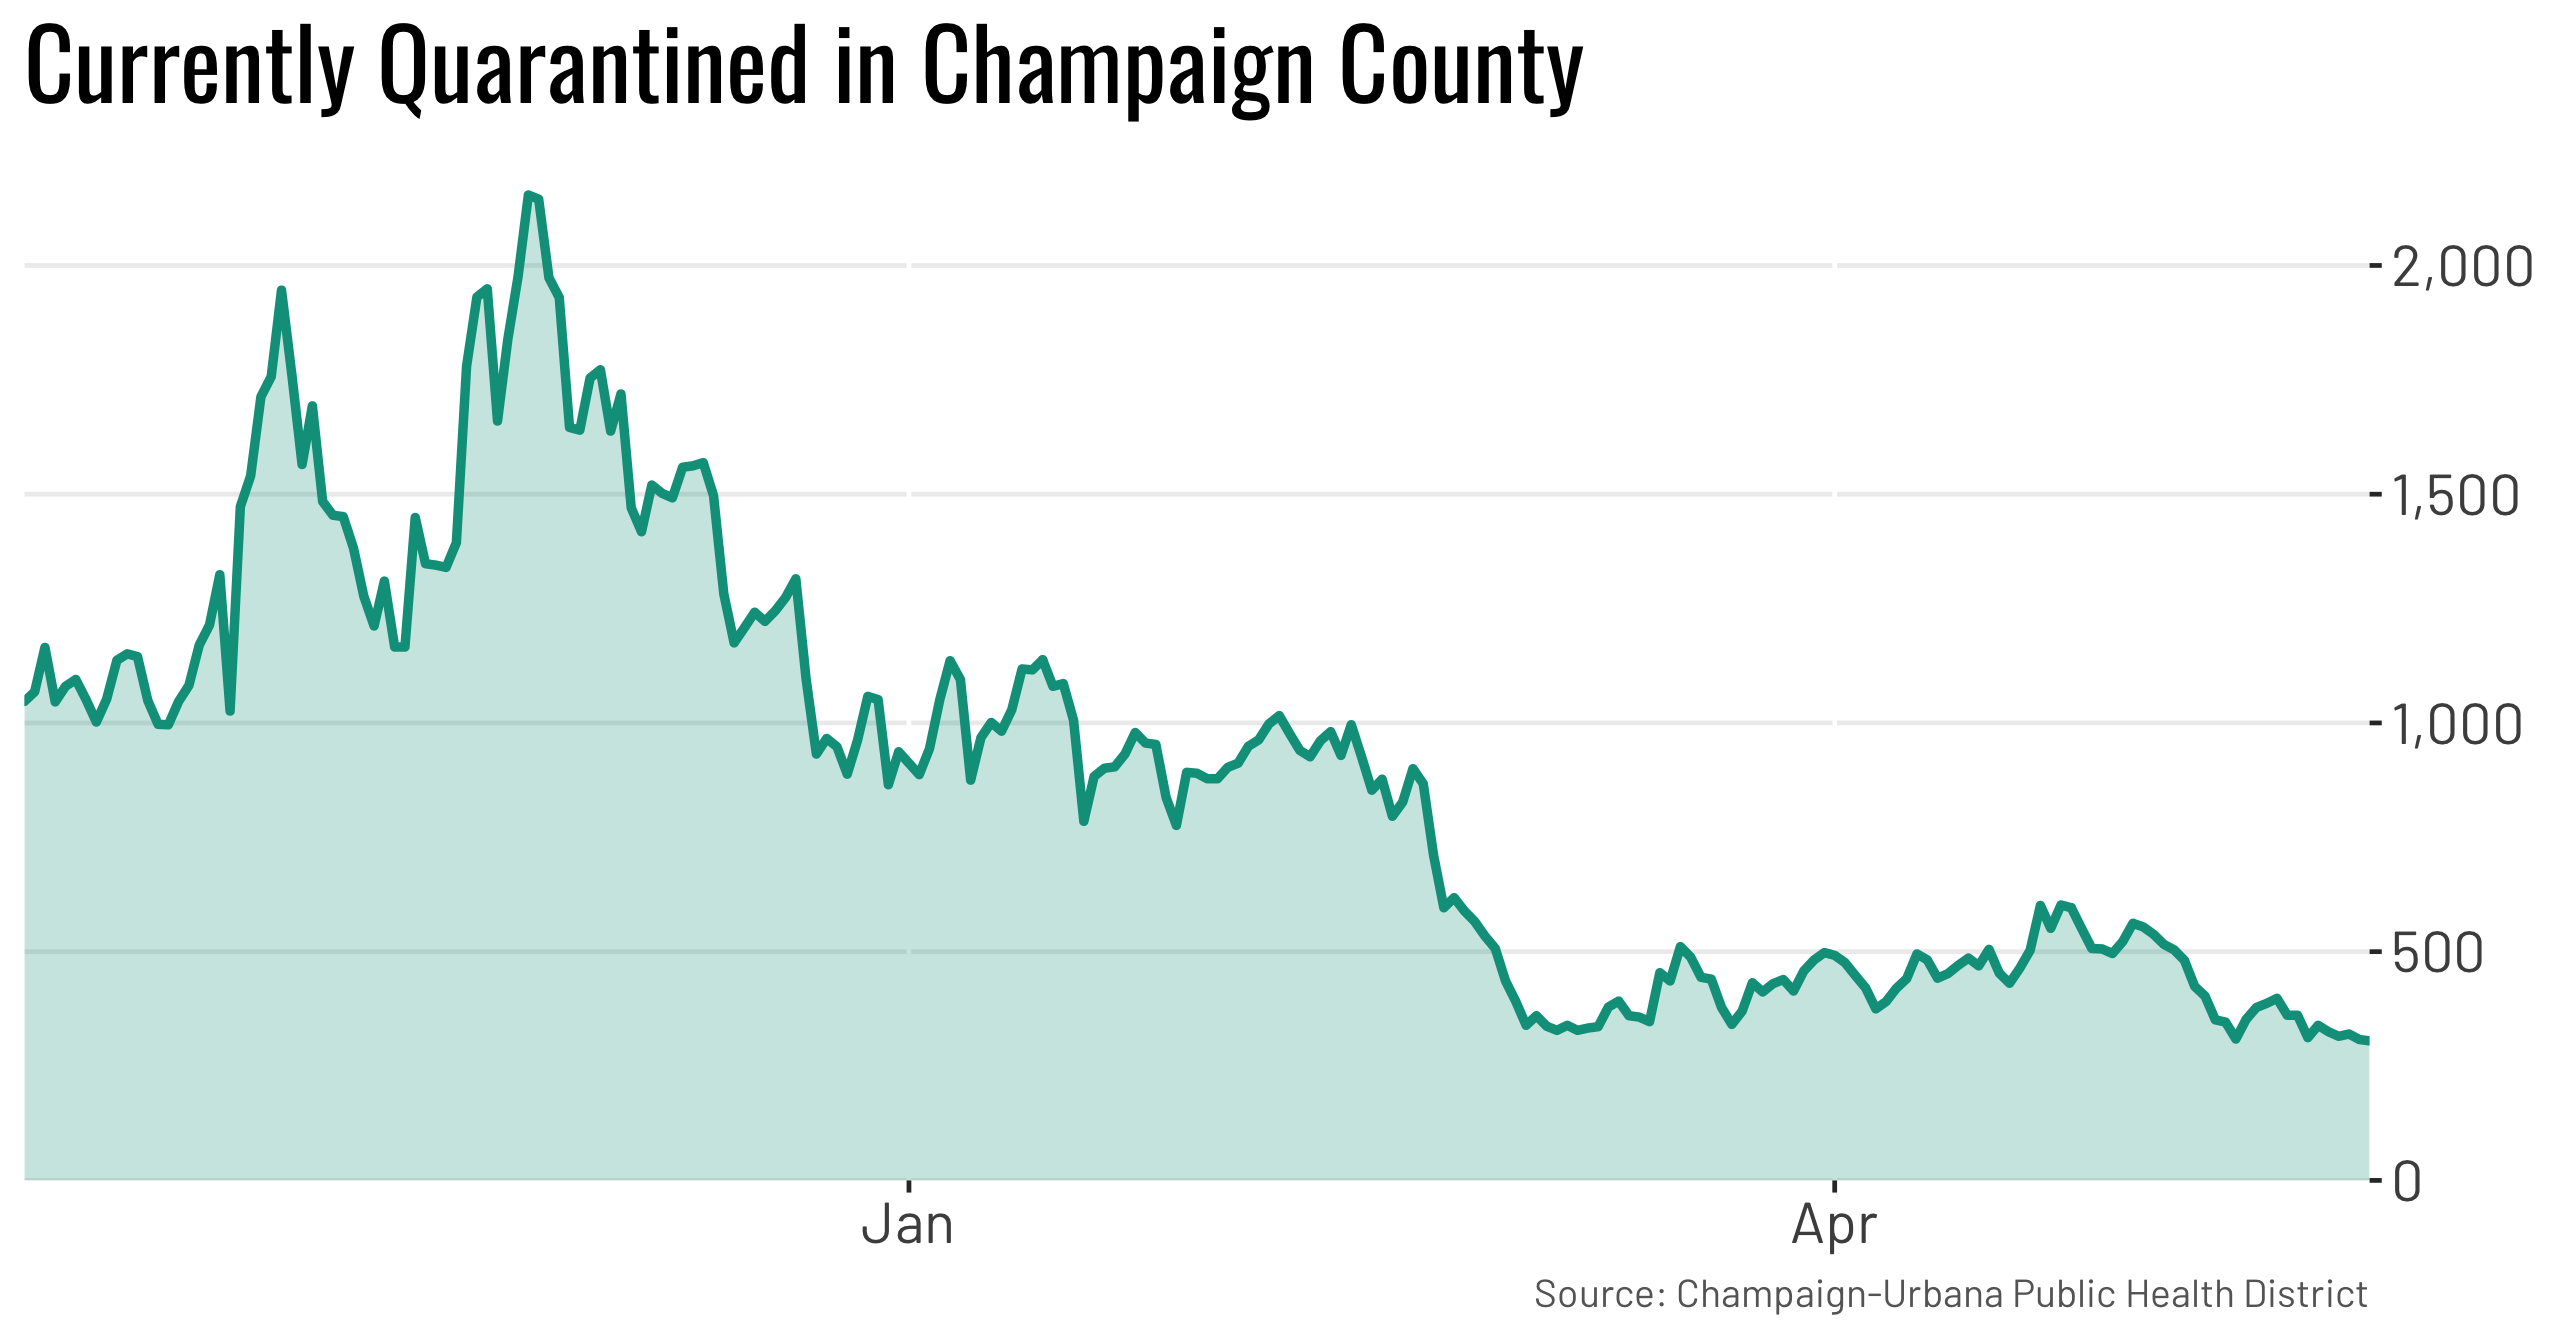 Currently Quarantined in Champaign County
2,000
1,500
1,000
500
0
Jan
Apr
Source: Champaign-Urbana Public Health District